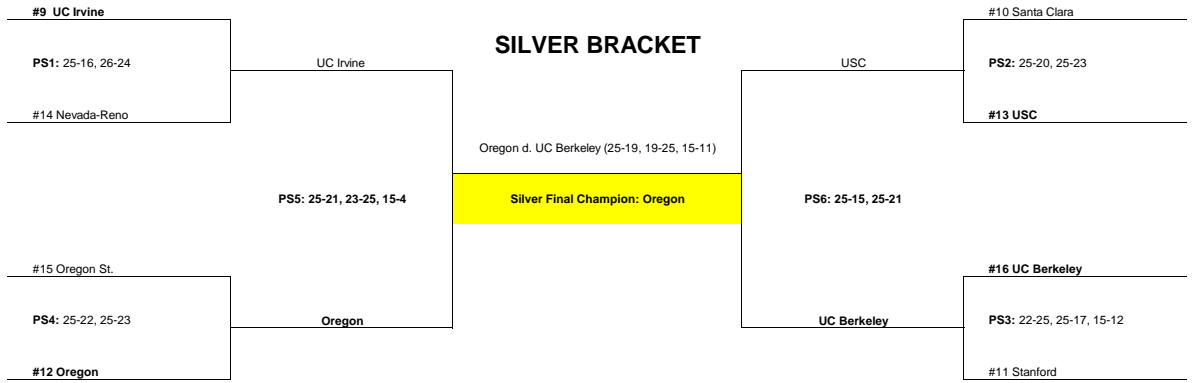 #9  UC Irvine
#10 Santa Clara
SILVER BRACKET
PS1: 25-16, 26-24
UC Irvine
USC
PS2: 25-20, 25-23
#14 Nevada-Reno
#13 USC
Oregon d. UC Berkeley (25-19, 19-25, 15-11)
PS5: 25-21, 23-25, 15-4
Silver Final Champion: Oregon
PS6: 25-15, 25-21
#15 Oregon St.
#16 UC Berkeley
PS4: 25-22, 25-23
Oregon
UC Berkeley
PS3: 22-25, 25-17, 15-12
#12 Oregon
#11 Stanford